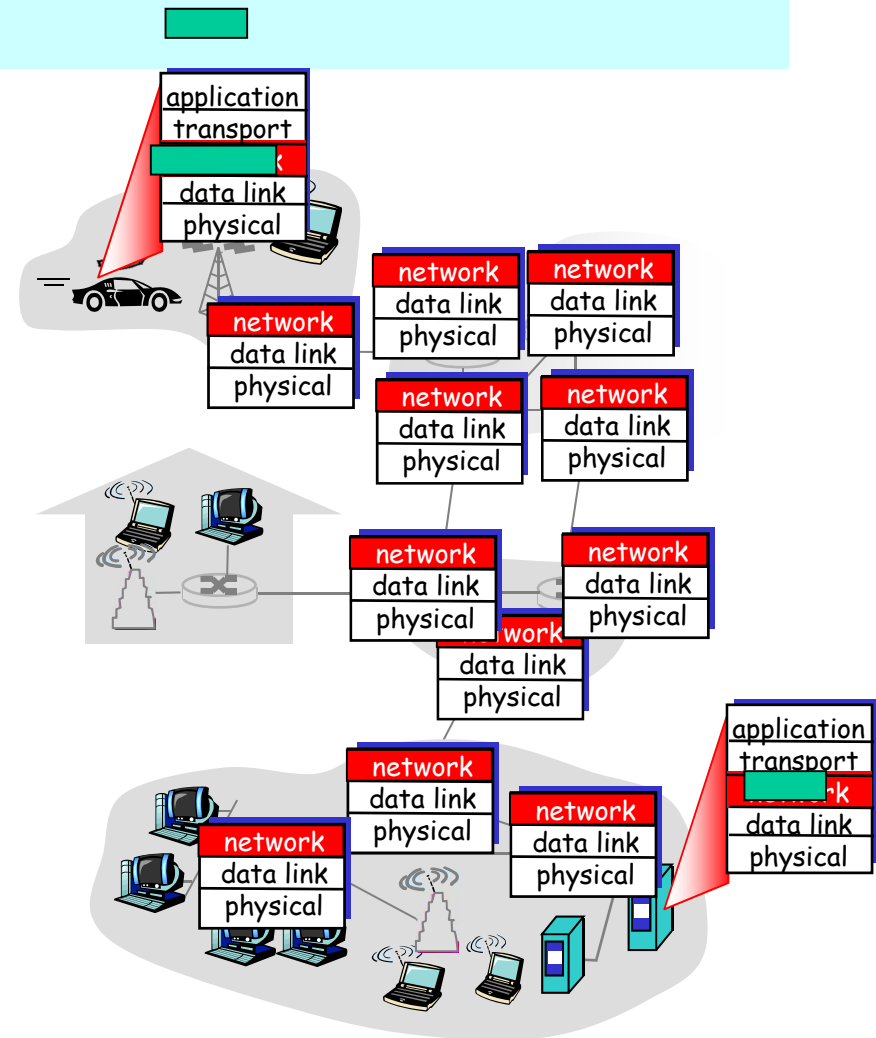 application
transport
data link
physical
network
data link
physical
network
data link
physical
network
data link
physical
network
data link
physical
network
data link
physical
network
data link
physical
network
data link
physical
data link
physical
network
data link
physical
network
data link
physical
network
data link
physical
application
transport
data link
physical